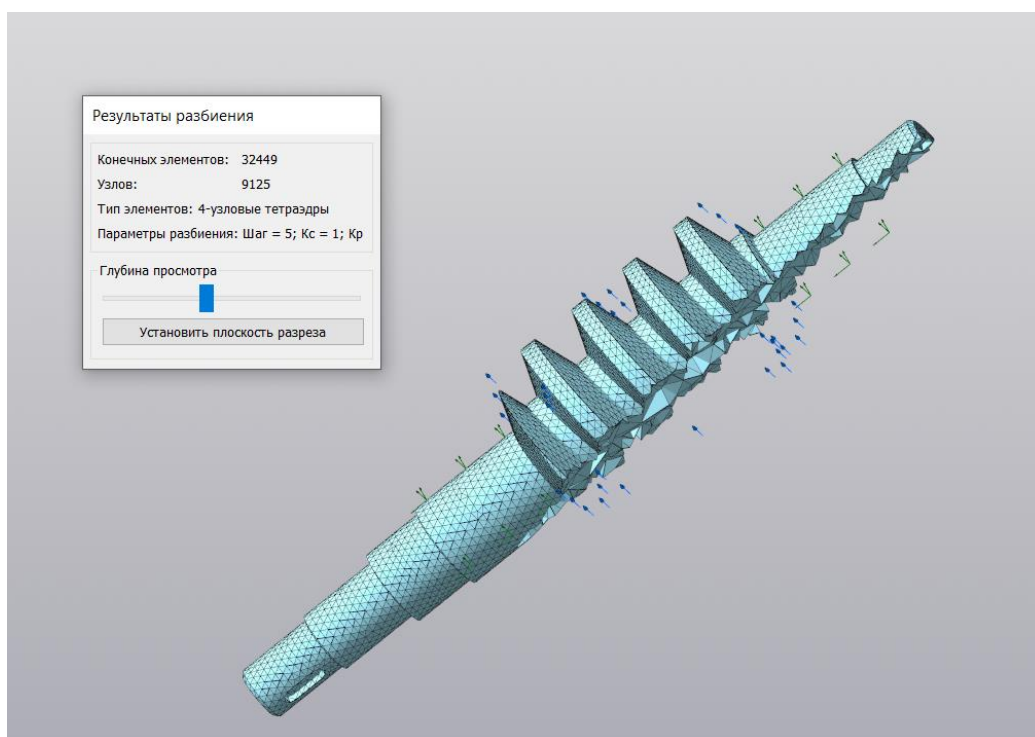 Результаты разбиения
Конечных элементов: 32449
Узлов: 9125
Тип элементов: 4-узловые тетраэдры
Параметры разбиения: Шаг = 5; Кс = 1; Кр
Глубина просмотра
Установить плоскость разреза